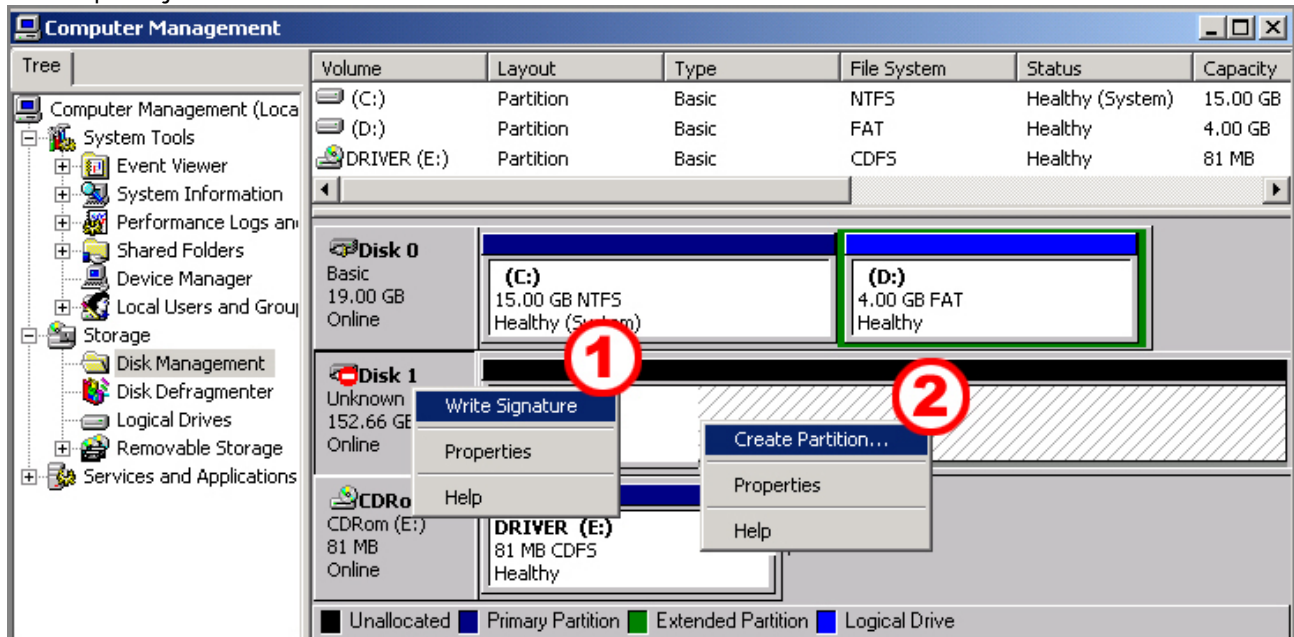 Computer Management
Tree
Volume Layout Type File System Status Capacity
(C:) Partition Basic NTFS Healthy (System) 15.00 GB
(D:) Partition Basic FAT Healthy 4.00 GB
DRIVER (E:) Partition Basic CDFS Healthy 81 MB
Computer Management (Loca
System Tools
Event Viewer
System Information
Performance Logs an
Shared Folders
Device Manager
Local Users and Grou
Storage
Disk Management
Disk Defragmenter
Logical Drives
Removable Storage
Services and Applications
Disk 0
Basic
19.00 GB
Online
(C:)
15.00 GB NTFS
Healthy (System)
(D:)
4.00 GB FAT
Healthy
1
2
Disk 1
Unknown
152.66 GB
Online
Write Signature
Properties
Help
Create Partition...
Properties
Help
CDRo
CDRom (E:)
81 MB
Online
DRIVER (E:)
81 MB CDFS
Healthy
Unallocated Primary Partition Extended Partition Logical Drive